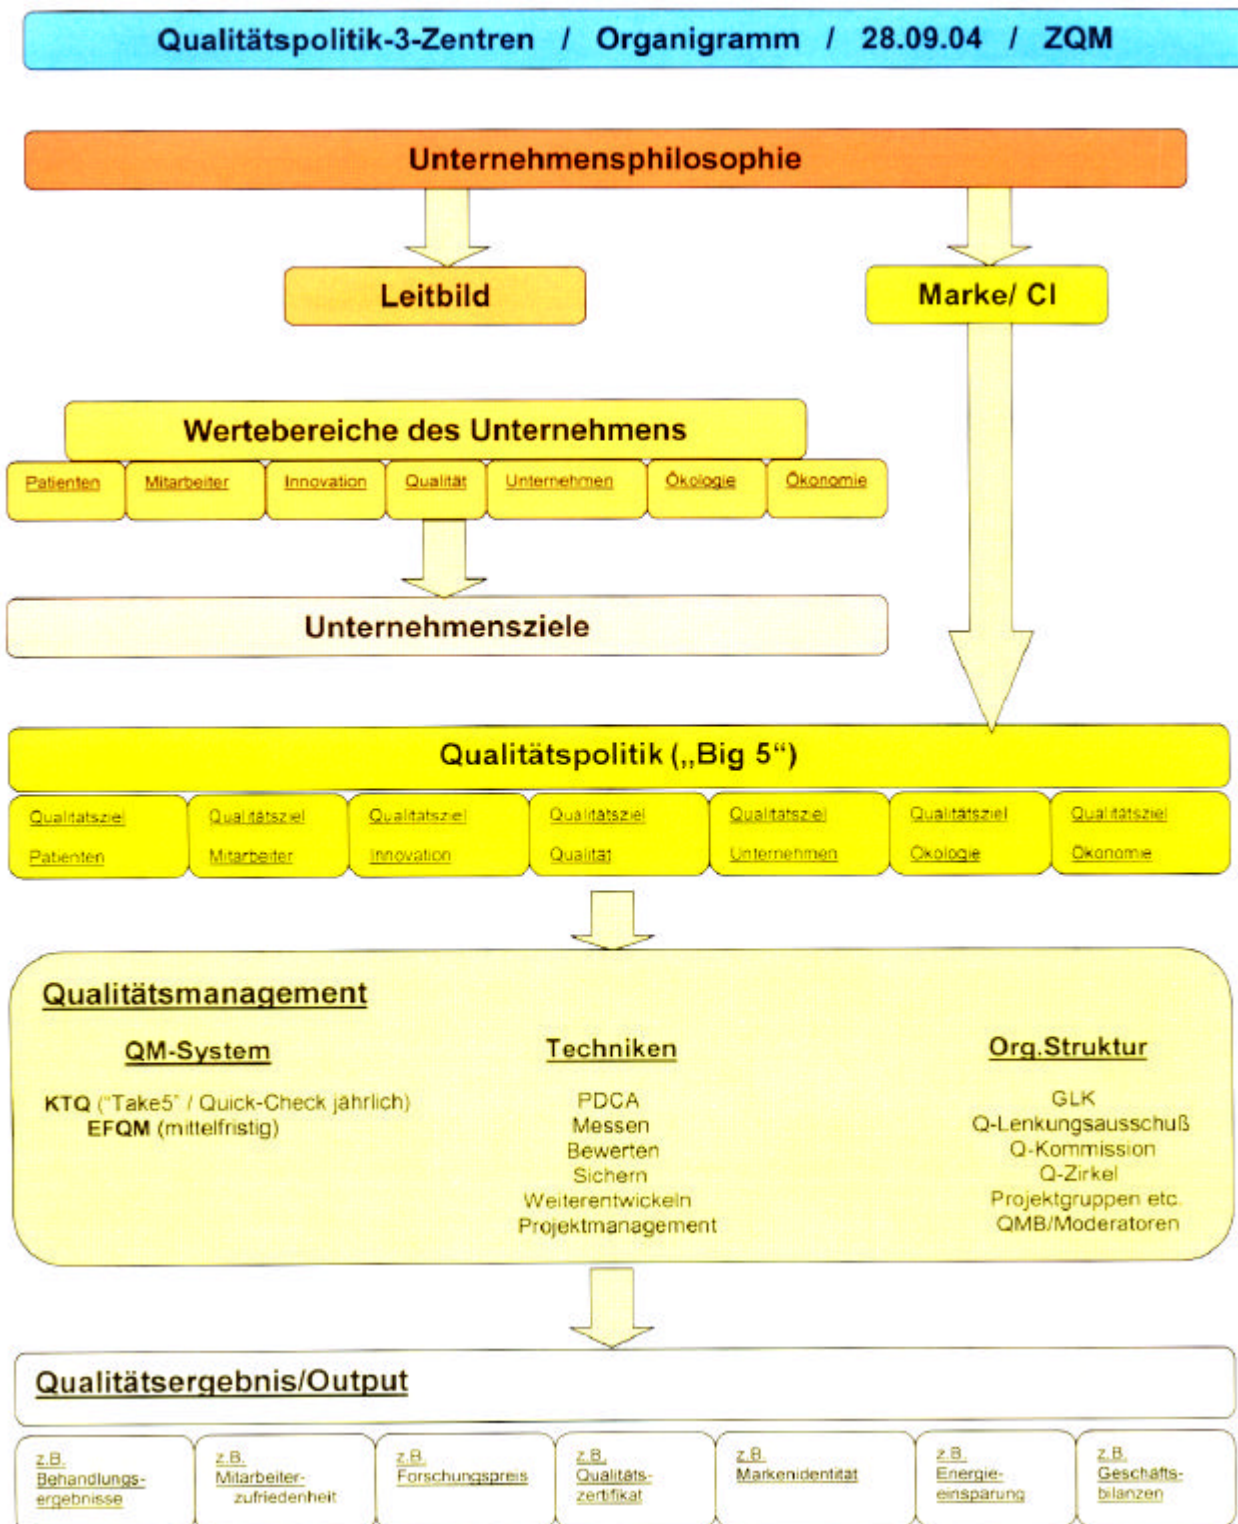 Qualitätspolitik-3-Zentren / Organigramm / 28.09.04 / ZQM
Unternehmensphilosophie
Leitbild
Marke/ CI
Wertebereiche des Unternehmens
Patienten
Mitarbeiter
Innovation
Qualität
Unternehmen
Ökologie
Ökonomie
Unternehmensziele
Qualitätspolitik („Big 5“)
Qualitätsziel
Patienten
Qualitätsziel
Mitarbeiter
Qualitätsziel
Innovation
Qualitätsziel
Qualität
Qualitätsziel
Unternehmen
Qualitätsziel
Ökologie
Qualitätsziel
Ökonomie
Qualitätsmanagement
QM-System
KTQ ("Take5" / Quick-Check jährlich)
EFQM (mittelfristig)
Techniken
PDCA
Messen
Bewerten
Sichern
Weiterentwickeln
Projektmanagement
Org.Struktur
GLK
Q-Lenkungsausschuß
Q-Kommission
Q-Zirkel
Projektgruppen etc.
QMB/Moderatoren
Qualitätsergebnis/Output
z.B.
Behandlungs-
ergebnisse
z.B.
Mitarbeiter-
zufriedenheit
z.B.
Forschungspreis
z.B.
Qualitäts-
zertifikat
z.B.
Markenidentität
z.B.
Energie-
einsparung
z.B.
Geschäfts-
bilanzen